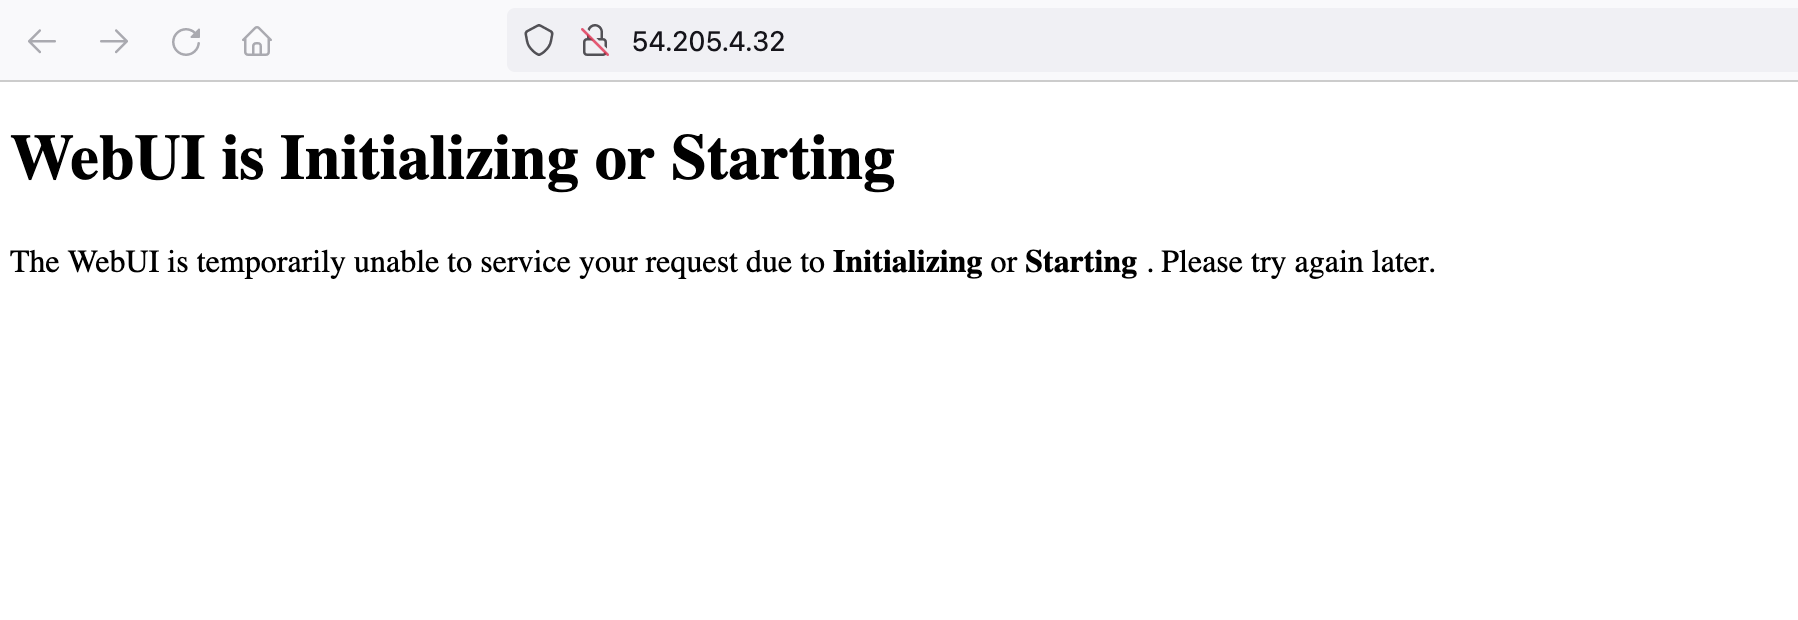 54.205.4.32
WebUI is Initializing or Starting
The WebUI is temporarily unable to service your request due to Initializing or Starting . Please try again later.